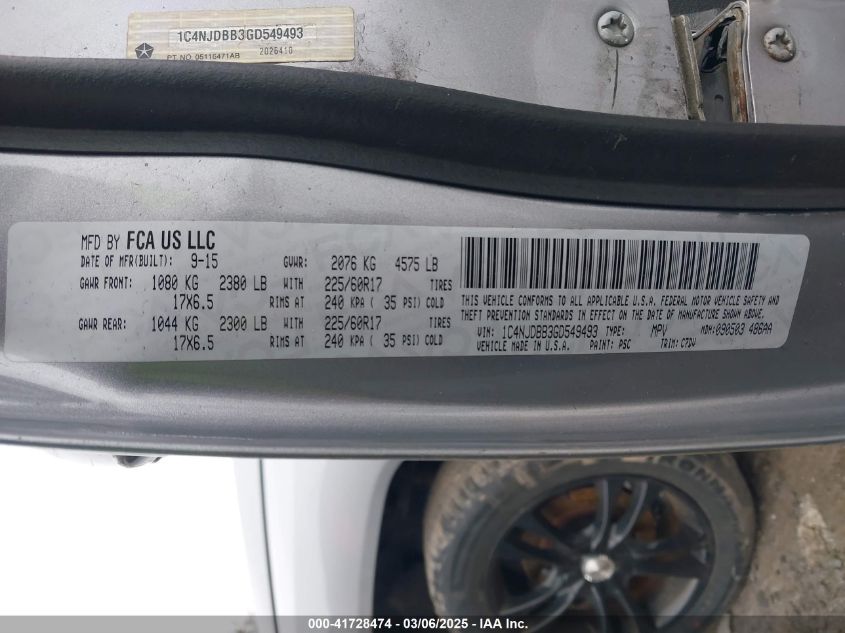 1C4NJDBB3GD549493
2026410
PT NO 05116471AB
MFD BY FCA US LLC
DATE OF MFR(BUILT): 9-15 GVWR: 2076 KG 4575 LB
GAWR FRONT: 1080 KG 2380 LB WITH 225/60R17 TIRES
17X6.5 RIMS AT 240 KPA ( 35 PSI) COLD
GAWR REAR: 1044 KG 2300 LB WITH 225/60R17 TIRES
17X6.5 RIMS AT 240 KPA ( 35 PSI) COLD
THIS VEHICLE CONFORMS TO ALL APPLICABLE U.S.A. FEDERAL MOTOR VEHICLE SAFETY AND
THEFT PREVENTION STANDARDS IN EFFECT ON THE DATE OF MANUFACTURE SHOWN ABOVE.
VIN: 1C4NJDBB3GD549493 TYPE: MPV MDH: 090503 486AA
VEHICLE MADE IN U.S.A. PAINT: PSC TRIM: C7DV
000-41728474 - 03/06/2025 - IAA Inc.